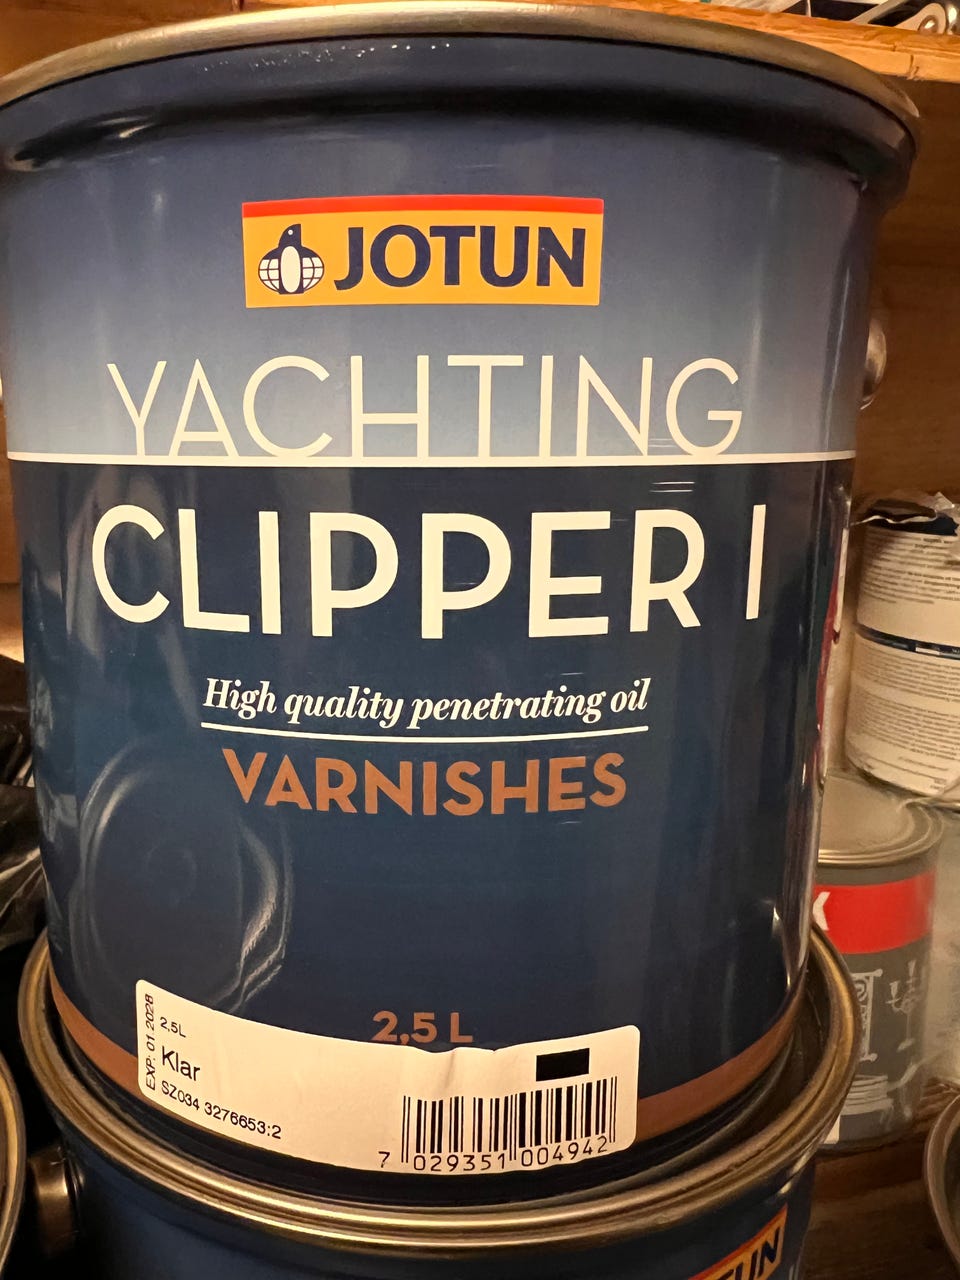 JOTUN
YACHTING
CLIPPER I
High quality penetrating oil
VARNISHES
2,5 L
EXP: 01.2028
2,5L
Klar
SZ034 3276653:2
7 029351 004942